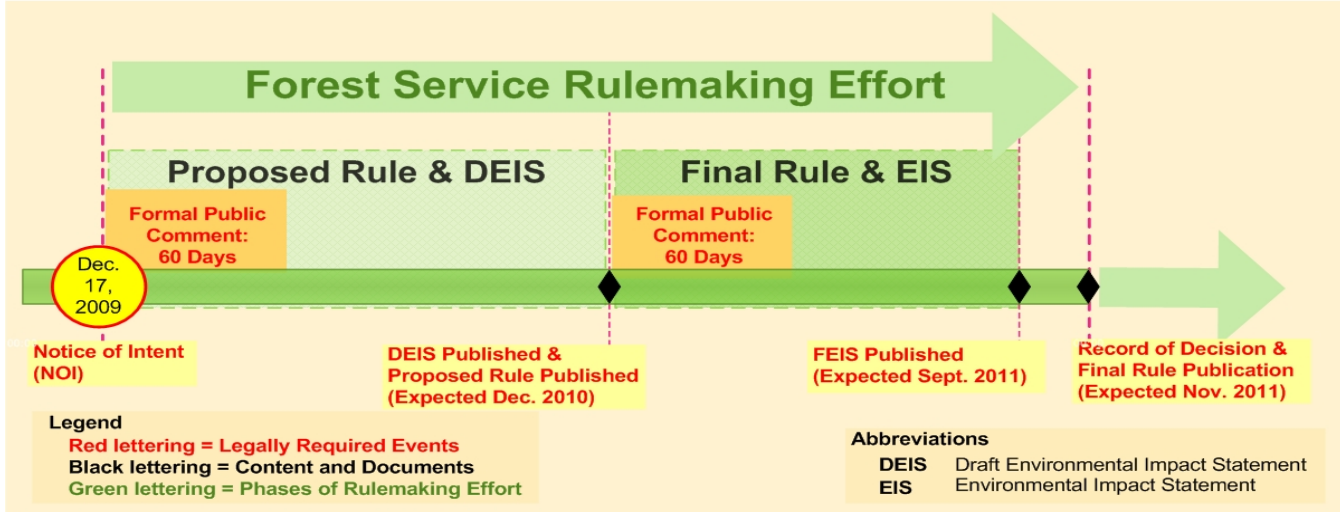 Forest Service Rulemaking Effort
Proposed Rule & DEIS
Final Rule & EIS
Formal Public
Comment:
60 Days
Formal Public
Comment:
60 Days
Dec.
17,
2009
Notice of Intent
(NOI)
DEIS Published &
Proposed Rule Published
(Expected Dec. 2010)
FEIS Published
(Expected Sept. 2011)
Record of Decision &
Final Rule Publication
(Expected Nov. 2011)
Legend
Red lettering = Legally Required Events
Black lettering = Content and Documents
Green lettering = Phases of Rulemaking Effort
Abbreviations
DEIS Draft Environmental Impact Statement
EIS Environmental Impact Statement